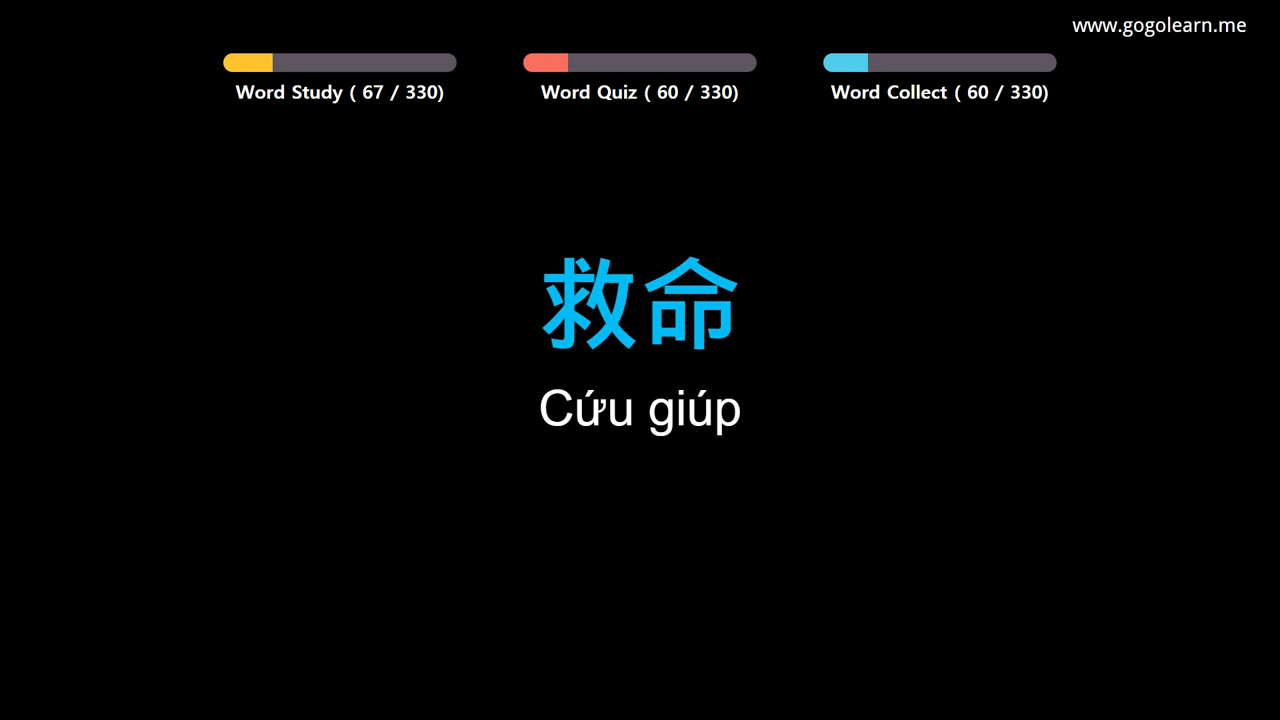 www.gogolearn.me
Word Study ( 67 / 330)
Word Quiz ( 60 / 330)
Word Collect ( 60 / 330)
救命
Cứu giúp